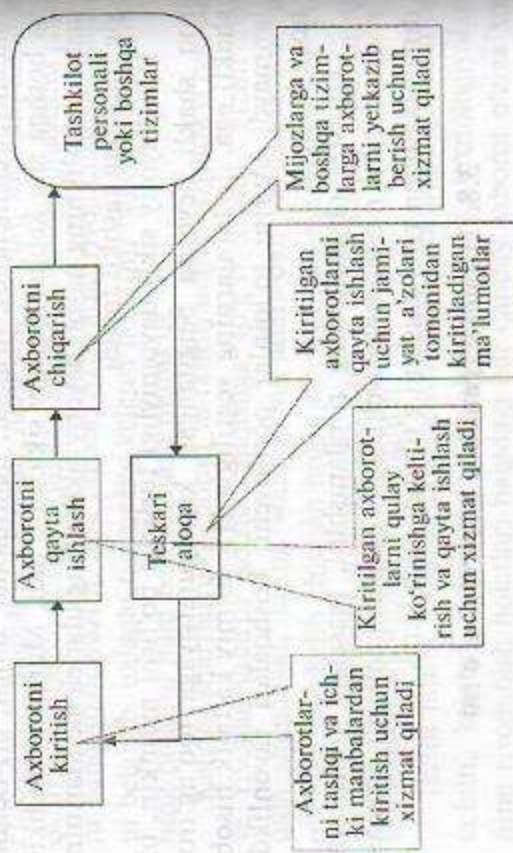 Axborotni
kiritish
Axborotni
qayta
ishlash
Axborotni
chiqarish
Tashkilot
personali
yoki boshqa
tizimlar
Teskari
aloqa
Axborotlar-
ni tashqi va ich-
ki manbalardan
kiritish uchun
xizmat qiladi
Kiritilgan axborot-
larni qulay
ko‘rinishga kelti-
rish va qayta ishlash
uchun xizmat qiladi
Kiritilgan
axborotlarni
qayta ishlash
uchun jami-
yat a’zolari
tomonidan
kiritiladigan
ma’lumotlar
Mijozlarga va
boshqa tizim-
larga axborot-
larni yetkazib
berish uchun
xizmat qiladi